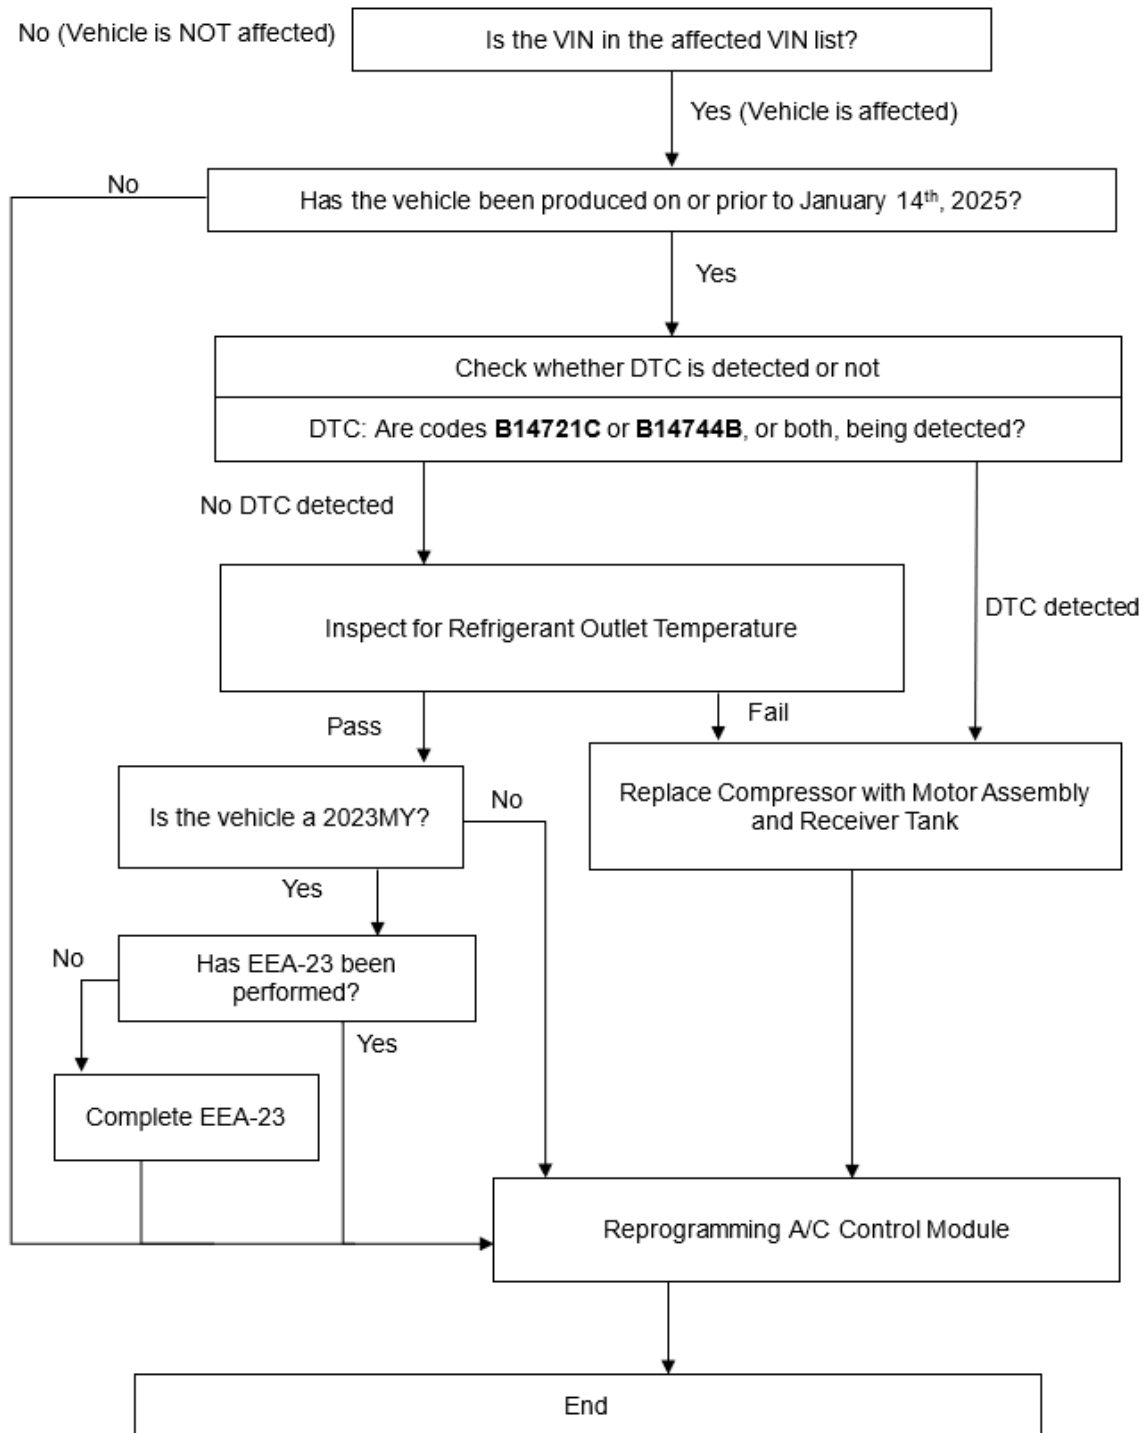 No (Vehicle is NOT affected)
Is the VIN in the affected VIN list?
Yes (Vehicle is affected)
No
Has the vehicle been produced on or prior to January 14th, 2025?
Yes
Check whether DTC is detected or not
DTC: Are codes B14721C or B14744B, or both, being detected?
No DTC detected
DTC detected
Inspect for Refrigerant Outlet Temperature
Pass
Fail
Is the vehicle a 2023MY?
No
Replace Compressor with Motor Assembly
and Receiver Tank
Yes
No
Has EEA-23 been
performed?
Yes
Complete EEA-23
Reprogramming A/C Control Module
End